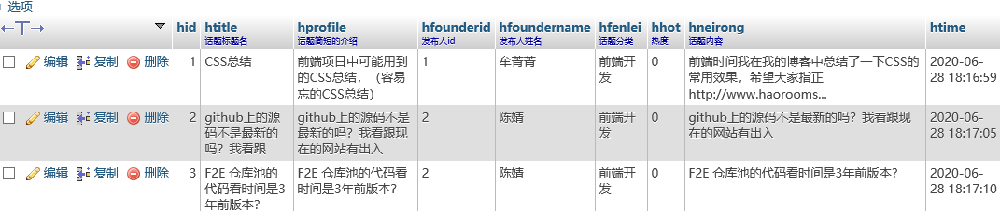 + 选项
←T→ hid htitle hprofile hfounderid hfoundername hfenlei hhot hneirong htime
话题标题名 话题简短的介绍 发布人id 发布人姓名 话题分类 热度 话题内容
编辑 复制 删除 1 CSS总结 前端项目中可能用到 1 牟菁菁 前端开 0 前端时间我在我的博客中总结了一下CSS的 2020-06-
的CSS总结，（容易 发 常用效果，希望大家指正 28 18:16:59
忘的CSS总结） http://www.haorooms...
编辑 复制 删除 2 github上的源 github上的源码不是 2 陈婧 前端开 0 github上的源码不是最新的吗？我看跟现 2020-06-
码不是最新的 最新的吗？我看跟现 发 在的网站有出入 28 18:17:05
吗？我看跟 在的网站有出入
编辑 复制 删除 3 F2E 仓库池的 F2E 仓库池的代码看 2 陈婧 前端开 0 F2E 仓库池的代码看时间是3年前版本？ 2020-06-
代码看时间是3 时间是3年前版本？ 发 28 18:17:10
年前版本？